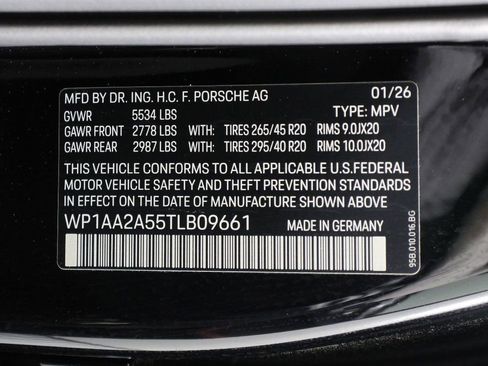 MFD BY DR. ING. H.C. F. PORSCHE AG 01/26
GVWR 5534 LBS TYPE: MPV
GAWR FRONT 2778 LBS WITH: TIRES 265/45 R20 RIMS 9.0JX20
GAWR REAR 2987 LBS WITH: TIRES 295/40 R20 RIMS 10.0JX20
THIS VEHICLE CONFORMS TO ALL APPLICABLE U.S.FEDERAL
MOTOR VEHICLE SAFETY AND THEFT PREVENTION STANDARDS
IN EFFECT ON THE DATE OF MANUFACTURE SHOWN ABOVE
WP1AA2A55TLB09661 MADE IN GERMANY
95B.010.016.BG